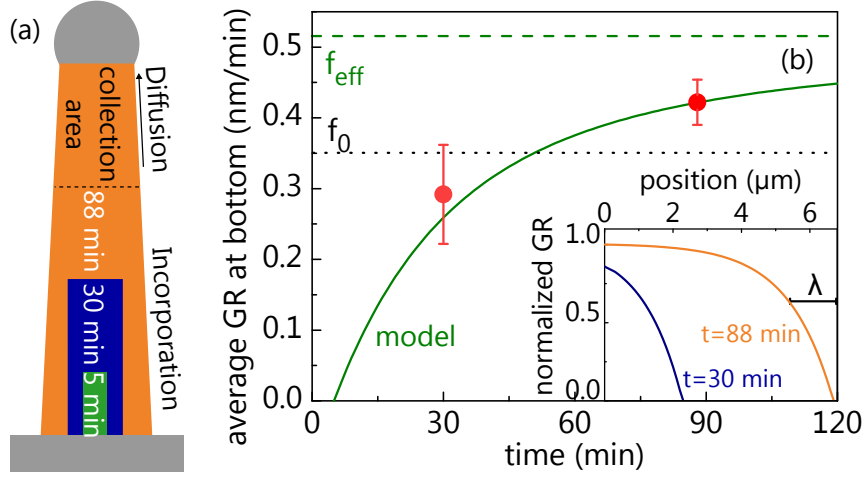 (a)
Diffusion
collection
area
88 min
30 min
5 min
Incorporation
(b)
average GR at bottom (nm/min)
0.5
0.4
0.3
0.2
0.1
0.0
f_eff
f_0
model
0
30
60
90
120
time (min)
position (µm)
0
2
4
6
normalized GR
1.0
0.5
0.0
λ
t=88 min
t=30 min